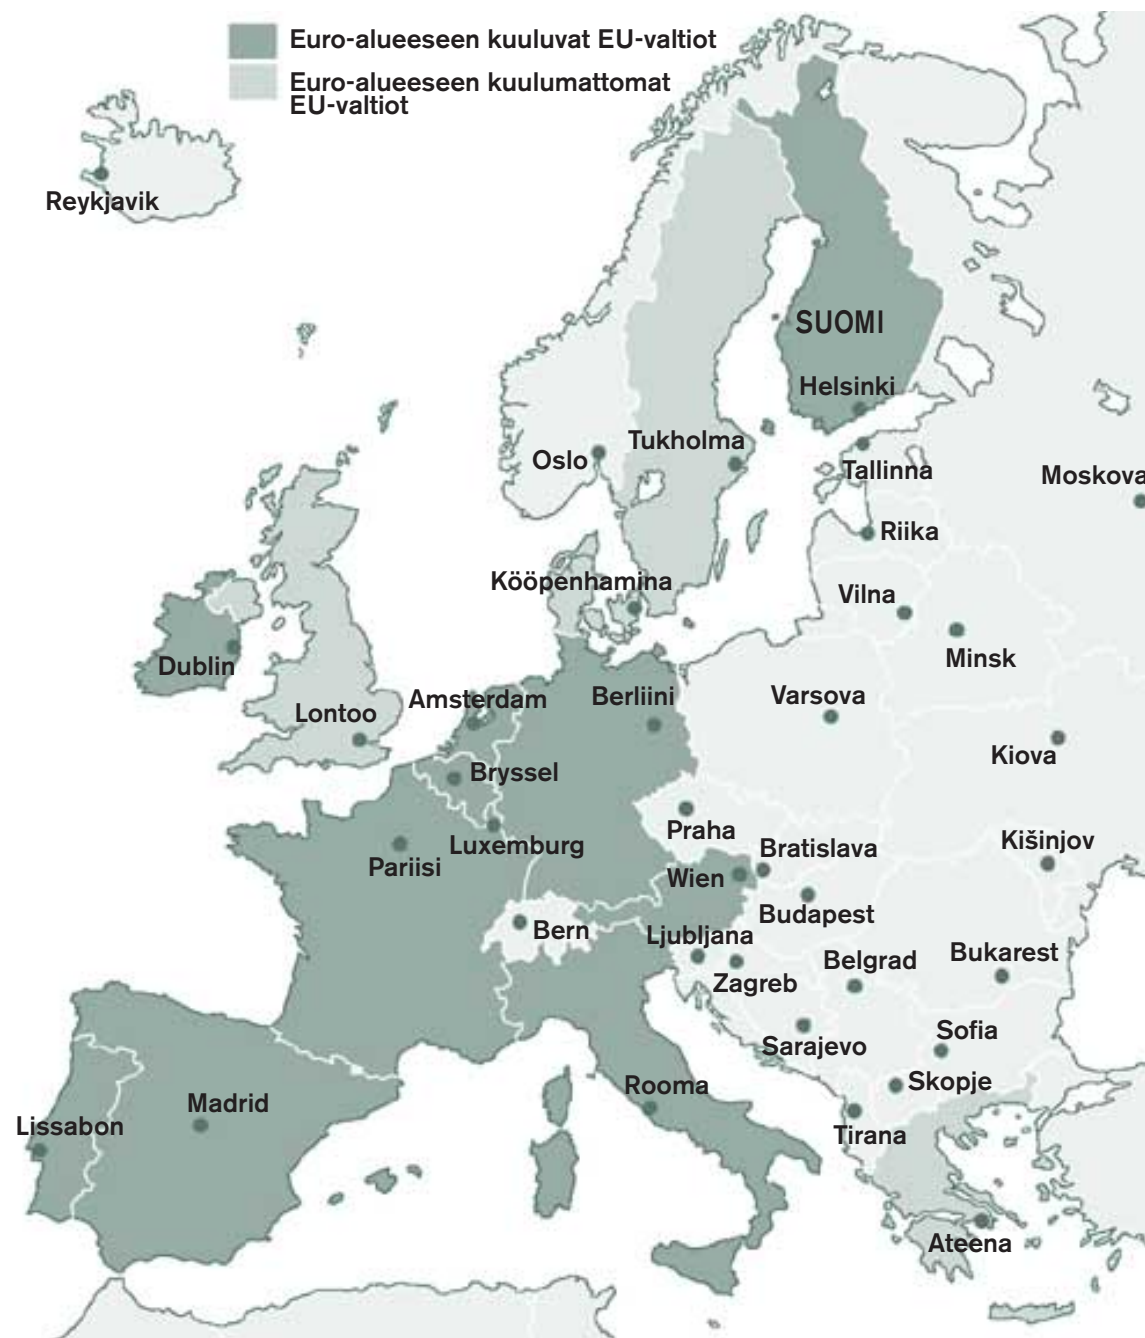 Euro-alueeseen kuuluvat EU-valtiot
Euro-alueeseen kuulumattomat
EU-valtiot
Reykjavik
SUOMI
Helsinki
Tukholma
Oslo
Tallinna
Moskova
Riika
Kööpenhamina
Vilna
Minsk
Dublin
Amsterdam
Berliini
Varsova
Lontoo
Kiova
Bryssel
Praha
Luxemburg
Bratislava
Kišinjov
Pariisi
Wien
Budapest
Bern
Ljubljana
Belgrad
Bukarest
Zagreb
Sarajevo
Sofia
Skopje
Rooma
Madrid
Lissabon
Tirana
Ateena